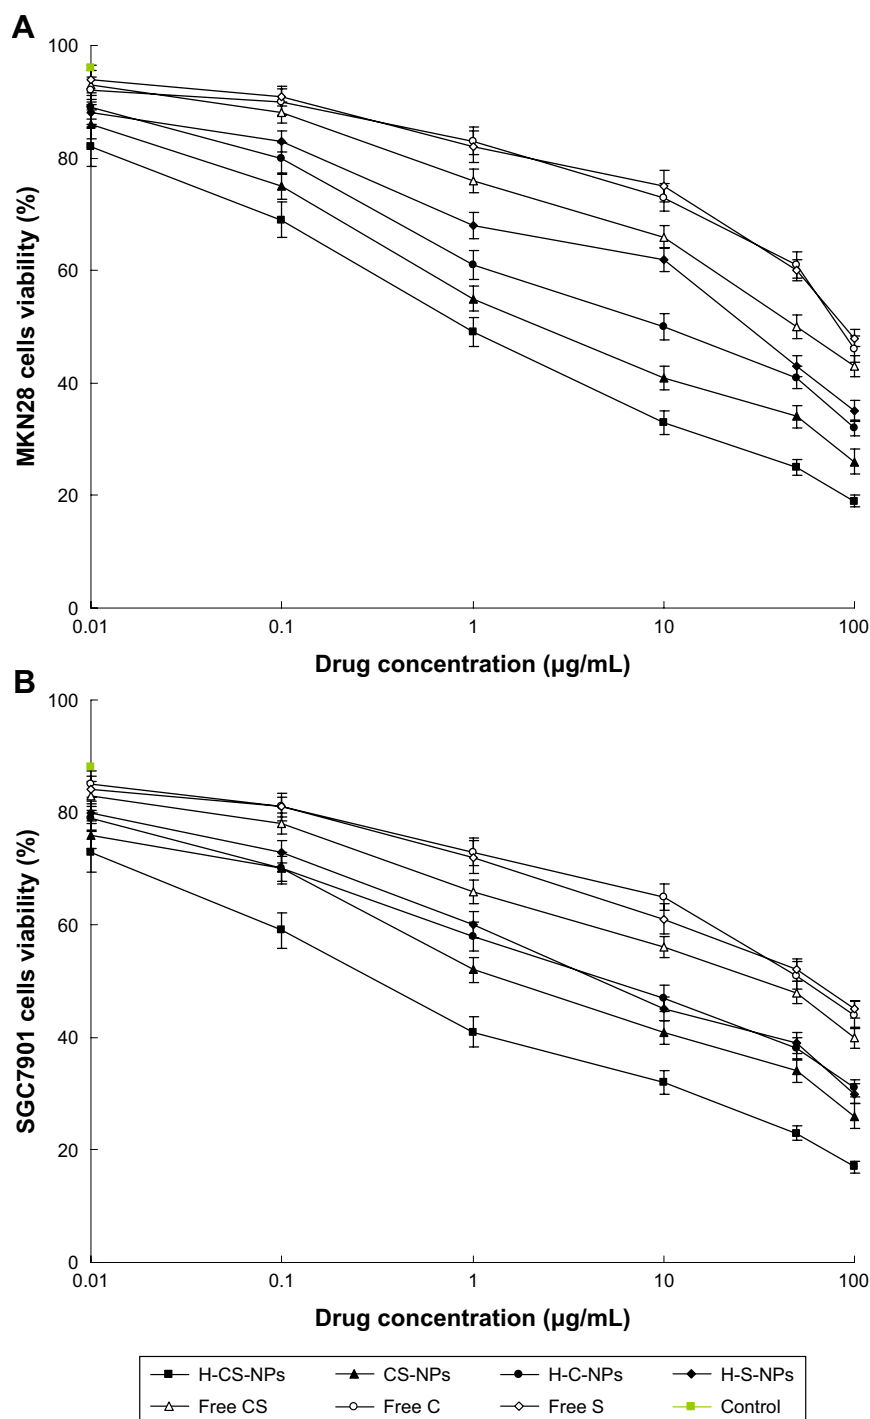 A
100
80
60
40
20
0
MKN28 cells viability (%)
0.01 0.1 1 10 100
Drug concentration (µg/mL)
B
100
80
60
40
20
0
SGC7901 cells viability (%)
0.01 0.1 1 10 100
Drug concentration (µg/mL)
H-CS-NPs CS-NPs H-C-NPs H-S-NPs
Free CS Free C Free S Control